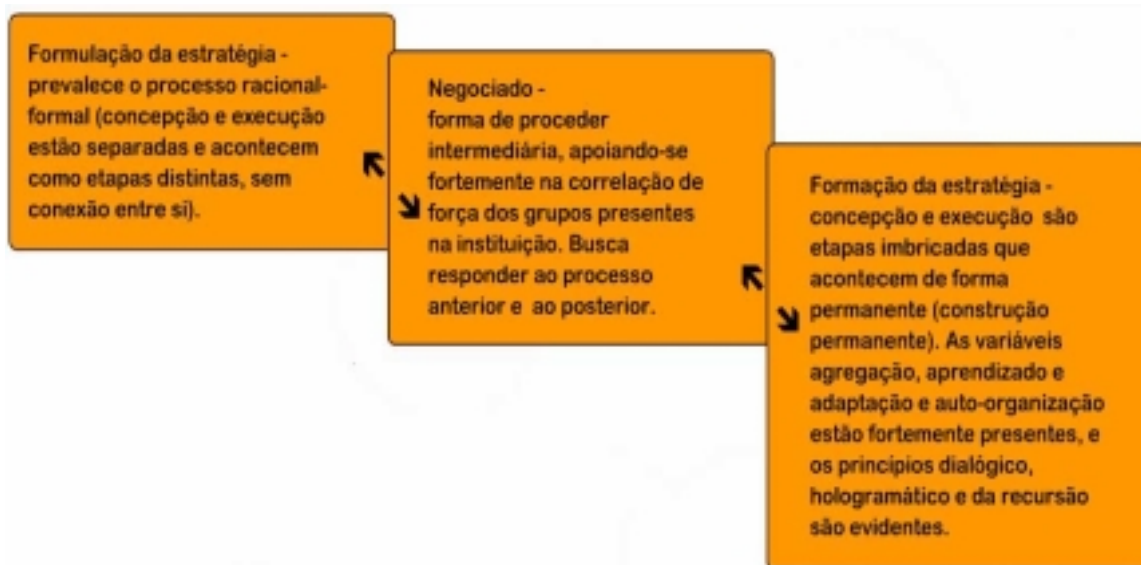 Formulação da estratégia -
prevalece o processo racional-
formal (concepção e execução
estão separadas e acontecem
como etapas distintas, sem
conexão entre si).
Negociado -
forma de proceder
intermediária, apoiando-se
fortemente na correlação de
força dos grupos presentes
na instituição. Busca
responder ao processo
anterior e ao posterior.
Formação da estratégia -
concepção e execução são
etapas imbricadas que
acontecem de forma
permanente (construção
permanente). As variáveis
agregação, aprendizado e
adaptação e auto-organização
estão fortemente presentes, e
os princípios dialógico,
hologramático e da recursão
são evidentes.